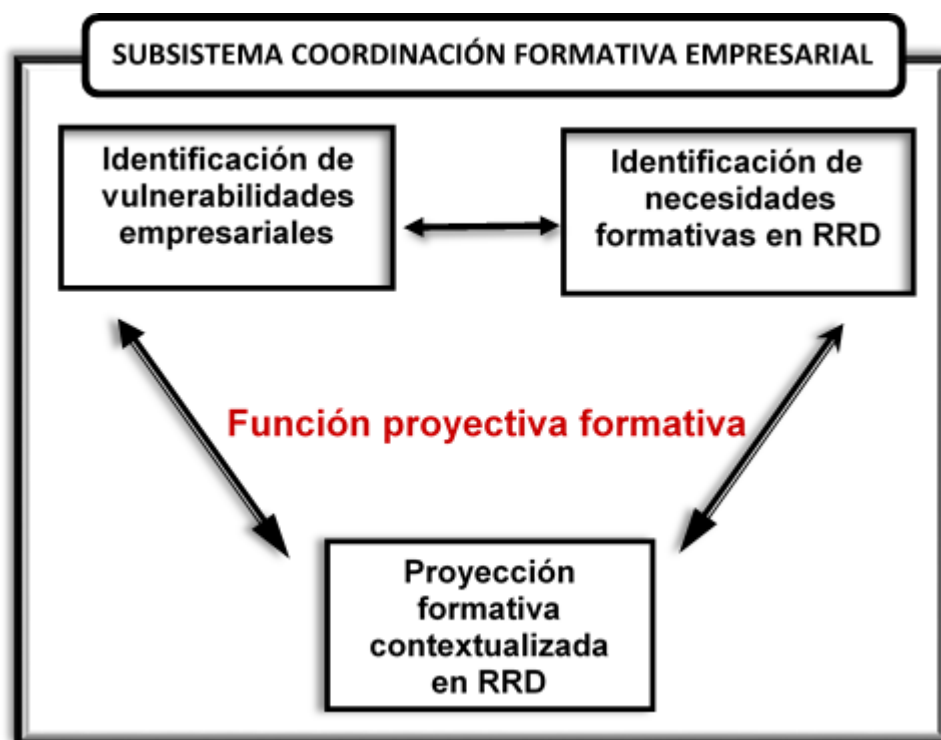 SUBSISTEMA COORDINACIÓN FORMATIVA EMPRESARIAL
Identificación de
vulnerabilidades
empresariales
Identificación de
necesidades
formativas en RRD
Función proyectiva formativa
Proyección
formativa
contextualizada
en RRD